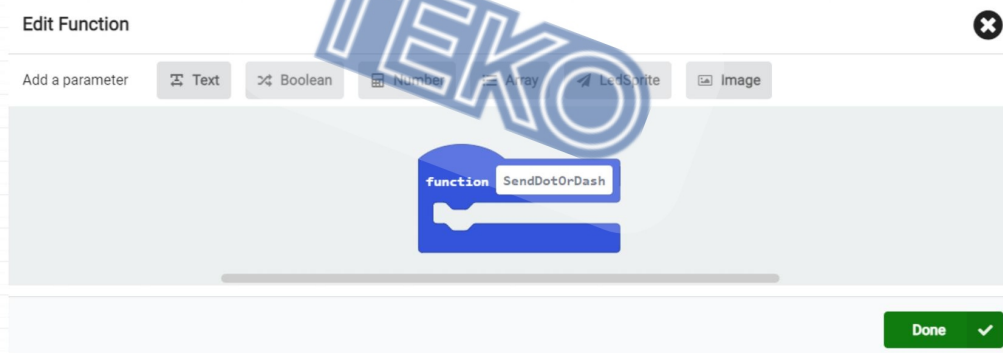 Edit Function
TEKO
Add a parameter Text Boolean Number Array LedSprite Image
function SendDotOrDash
Done